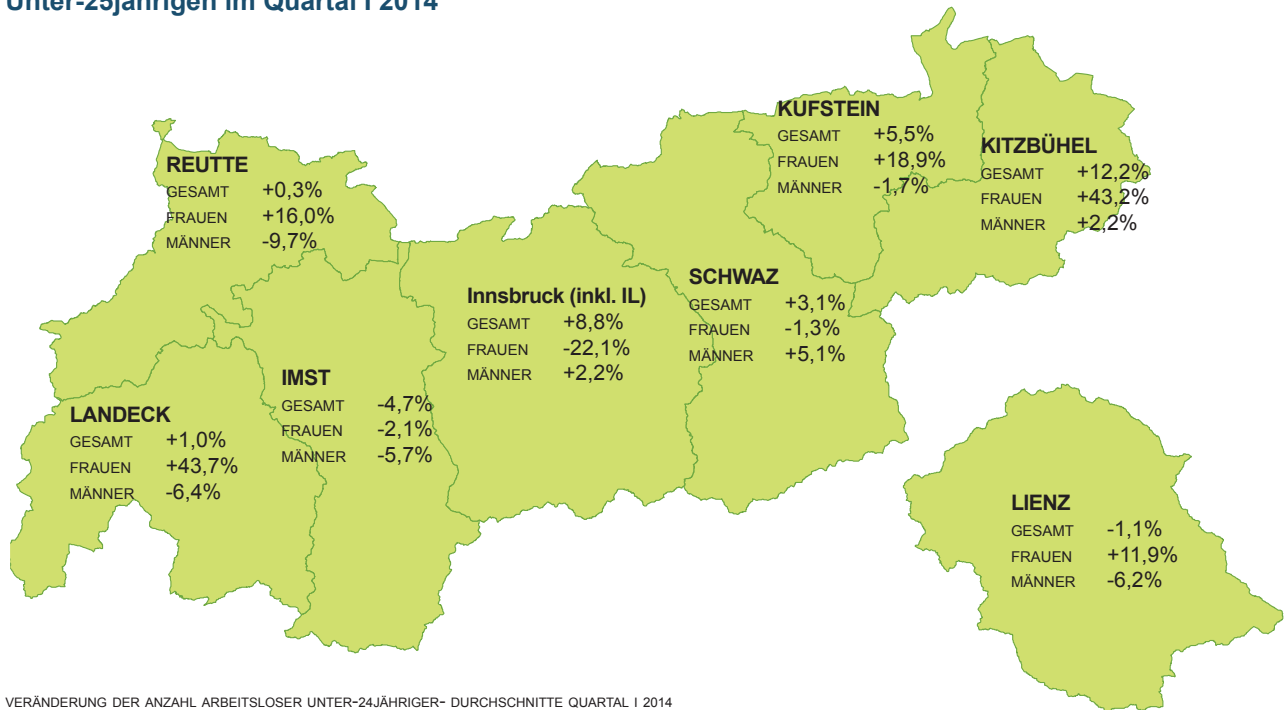 Unter-25jährigen im Quartal I 2014
KUFSTEIN
GESAMT +5,5%
FRAUEN +18,9%
MÄNNER -1,7%
KITZBÜHEL
GESAMT +12,2%
FRAUEN +43,2%
MÄNNER +2,2%
REUTTE
GESAMT +0,3%
FRAUEN +16,0%
MÄNNER -9,7%
SCHWAZ
GESAMT +3,1%
FRAUEN -1,3%
MÄNNER +5,1%
Innsbruck (inkl. IL)
GESAMT +8,8%
FRAUEN -22,1%
MÄNNER +2,2%
IMST
GESAMT -4,7%
FRAUEN -2,1%
MÄNNER -5,7%
LANDECK
GESAMT +1,0%
FRAUEN +43,7%
MÄNNER -6,4%
LIENZ
GESAMT -1,1%
FRAUEN +11,9%
MÄNNER -6,2%
VERÄNDERUNG DER ANZAHL ARBEITSLOSER UNTER-24JÄHRIGER- DURCHSCHNITTE QUARTAL I 2014